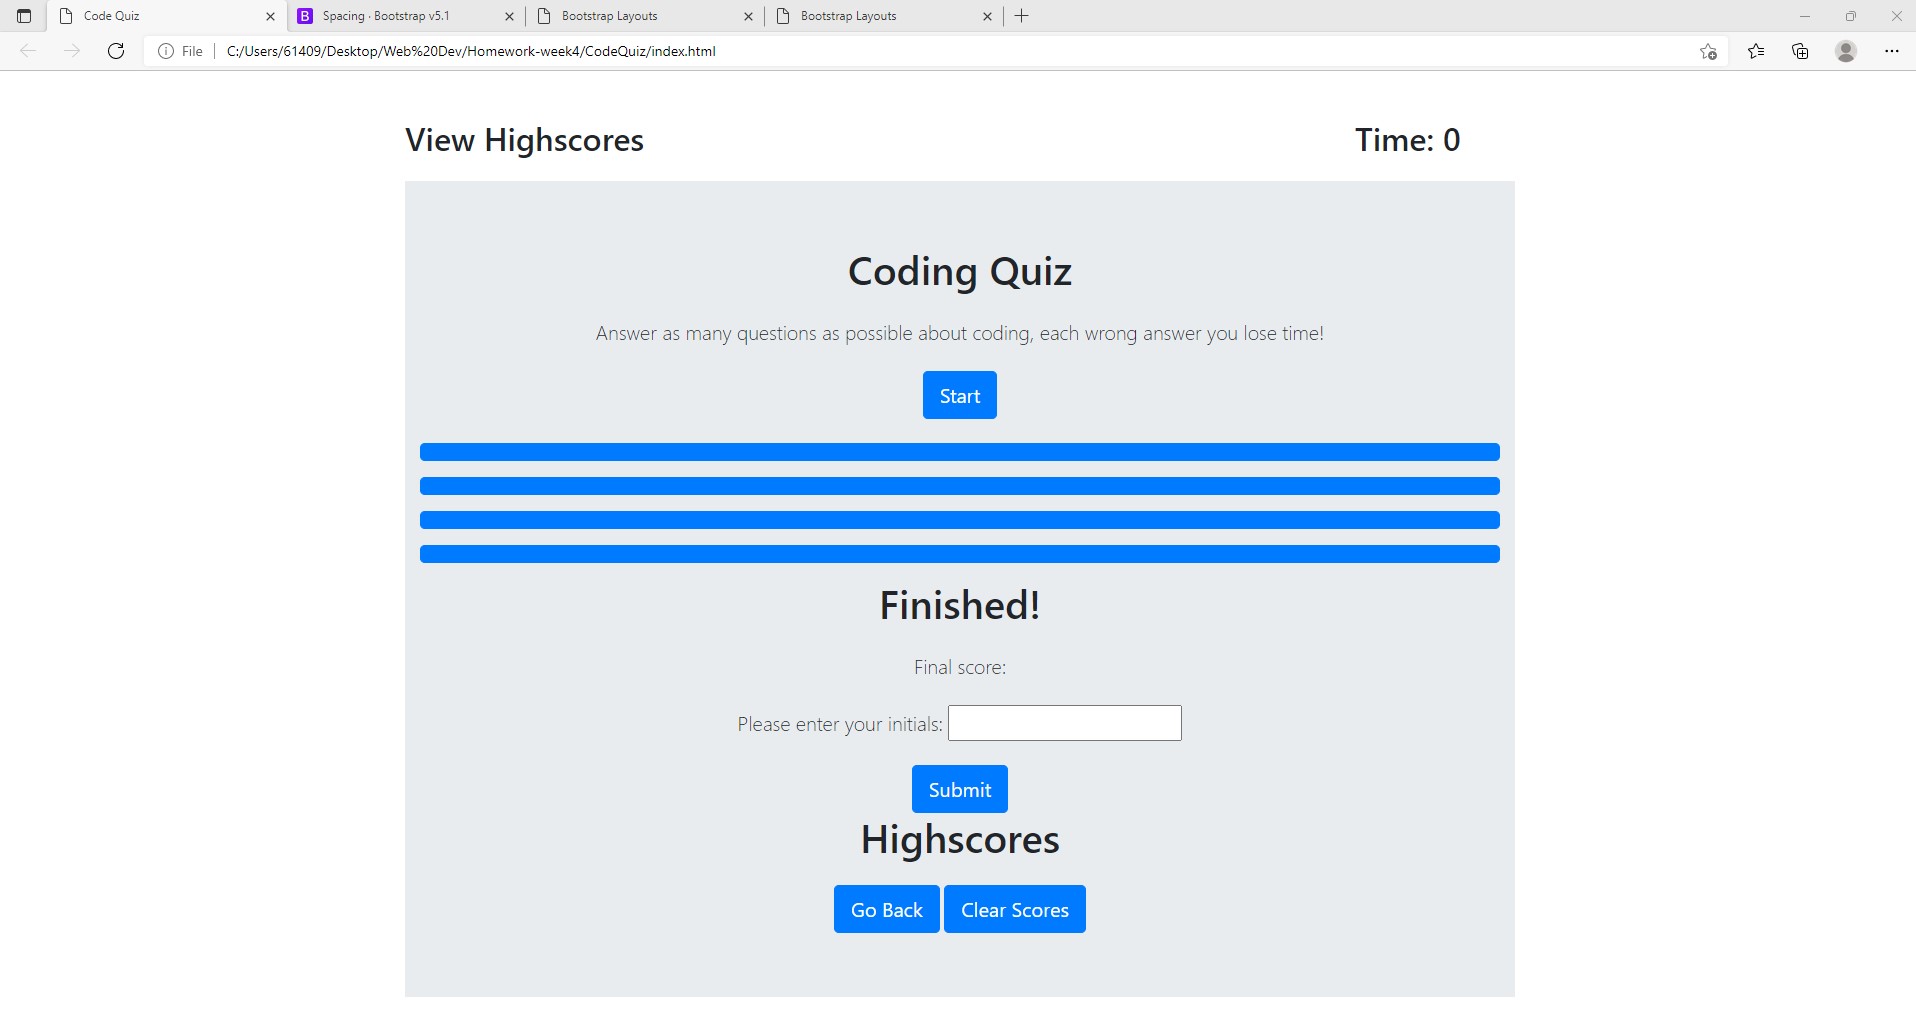 Code Quiz
B Spacing · Bootstrap v5.1
Bootstrap Layouts
Bootstrap Layouts
File
C:/Users/61409/Desktop/Web%20Dev/Homework-week4/CodeQuiz/index.html
View Highscores
Time: 0
Coding Quiz
Answer as many questions as possible about coding, each wrong answer you lose time!
Start
Finished!
Final score:
Please enter your initials:
Submit
Highscores
Go Back
Clear Scores